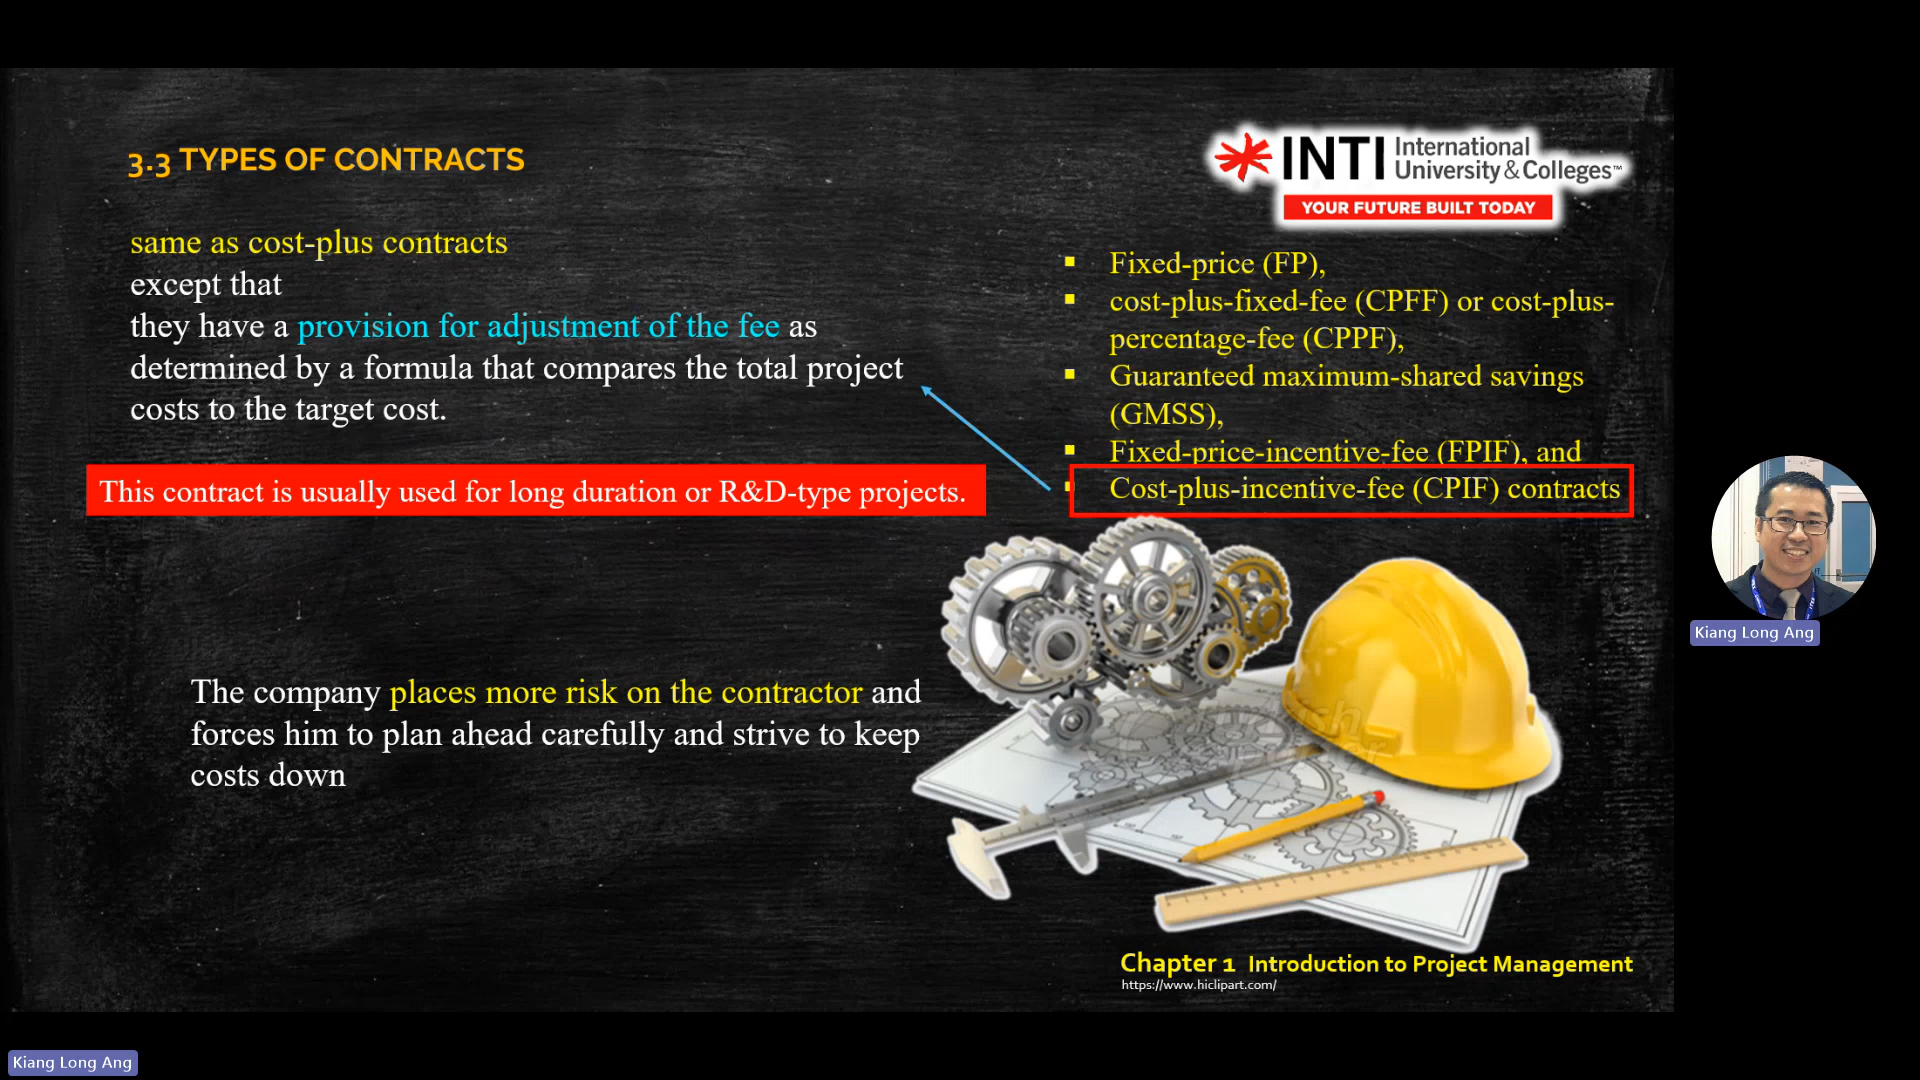 3.3 TYPES OF CONTRACTS
same as cost-plus contracts
except that
they have a provision for adjustment of the fee as
determined by a formula that compares the total project
costs to the target cost.
This contract is usually used for long duration or R&D-type projects.
The company places more risk on the contractor and
forces him to plan ahead carefully and strive to keep
costs down
INTI International
University & Colleges™
YOUR FUTURE BUILT TODAY
▪ Fixed-price (FP),
▪ cost-plus-fixed-fee (CPFF) or cost-plus-
percentage-fee (CPPF),
▪ Guaranteed maximum-shared savings
(GMSS),
▪ Fixed-price-incentive-fee (FPIF), and
▪ Cost-plus-incentive-fee (CPIF) contracts
Chapter 1 Introduction to Project Management
https://www.hiclipart.com/
Kiang Long Ang
Kiang Long Ang